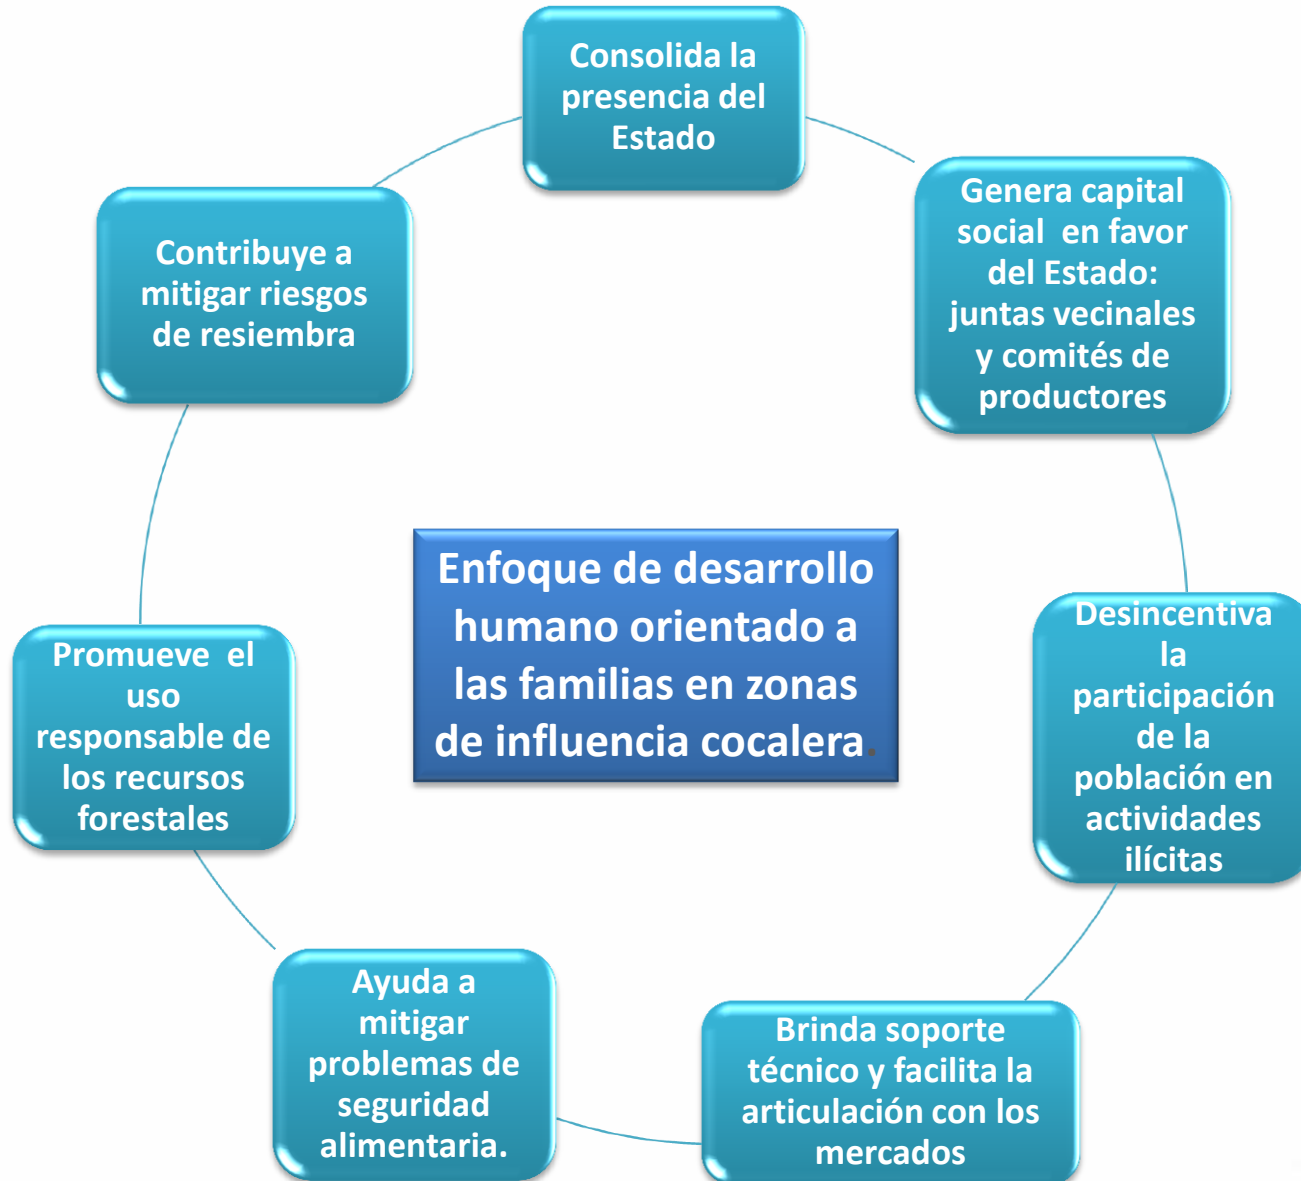 Consolida la
presencia del
Estado
Genera capital
social en favor
del Estado:
juntas vecinales
y comités de
productores
Desincentiva
la
participación
de la
población en
actividades
ilícitas
Brinda soporte
técnico y facilita la
articulación con los
mercados
Ayuda a
mitigar
problemas de
seguridad
alimentaria.
Promueve el
uso
responsable de
los recursos
forestales
Contribuye a
mitigar riesgos
de resiembra
Enfoque de desarrollo
humano orientado a
las familias en zonas
de influencia cocalera.